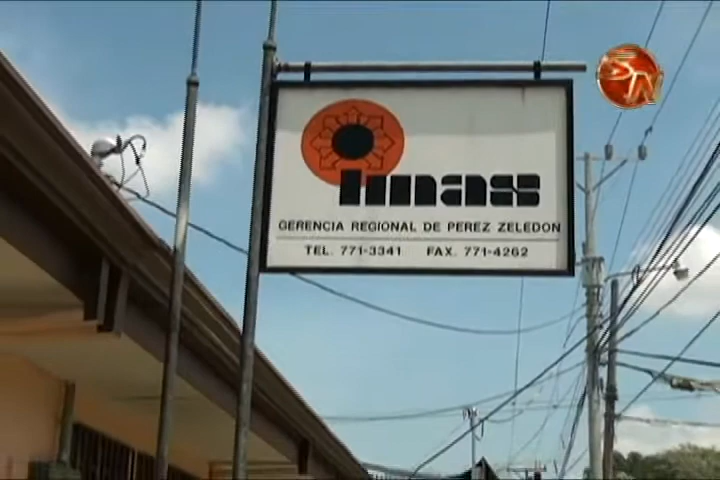 imas
GERENCIA REGIONAL DE PEREZ ZELEDON
TEL. 771-3341 FAX. 771-4262